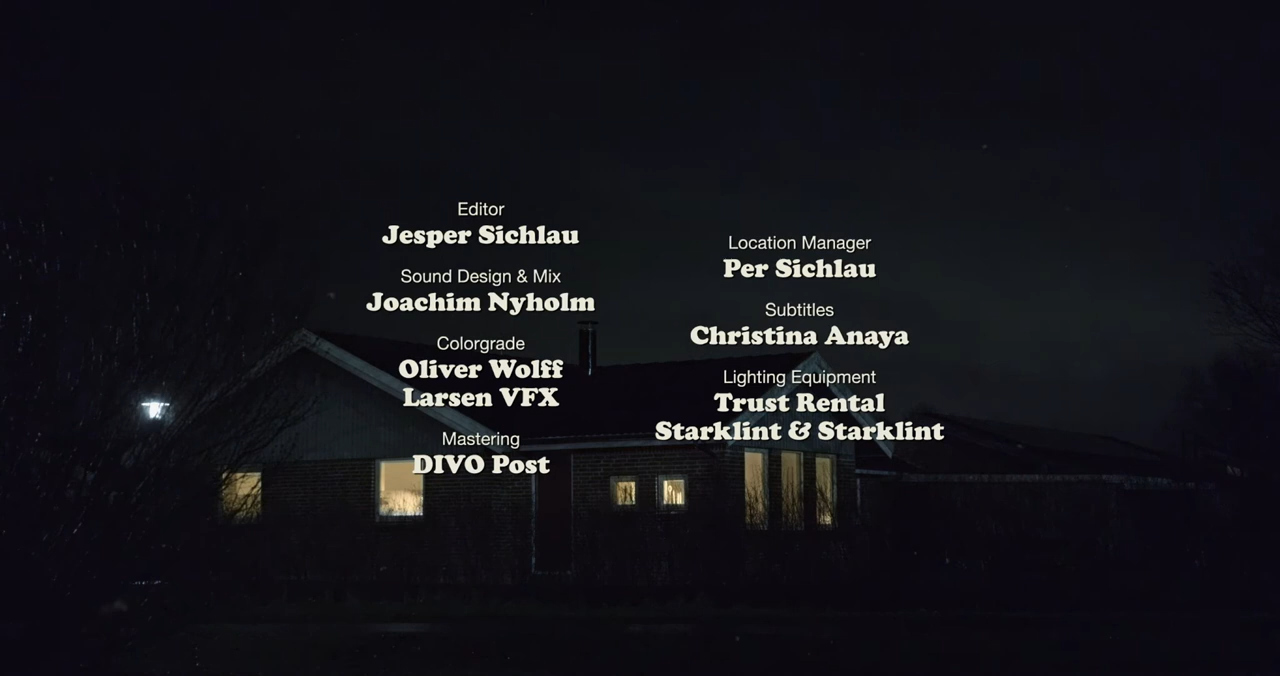 Editor
Jesper Sichlau
Sound Design & Mix
Joachim Nyholm
Colorgrade
Oliver Wolff
Larsen VFX
Mastering
DIVO Post
Location Manager
Per Sichlau
Subtitles
Christina Anaya
Lighting Equipment
Trust Rental
Starklint & Starklint